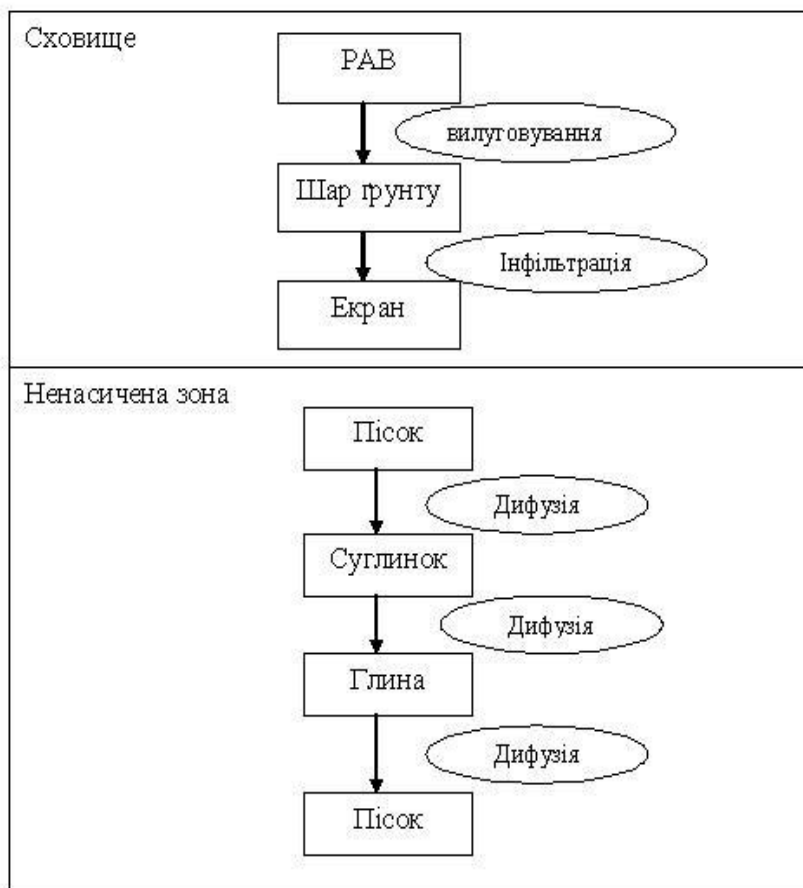 Сховище
РАВ
вилуговування
Шар ґрунту
Інфільтрація
Екран
Ненасичена зона
Пісок
Дифузія
Суглинок
Дифузія
Глина
Дифузія
Пісок